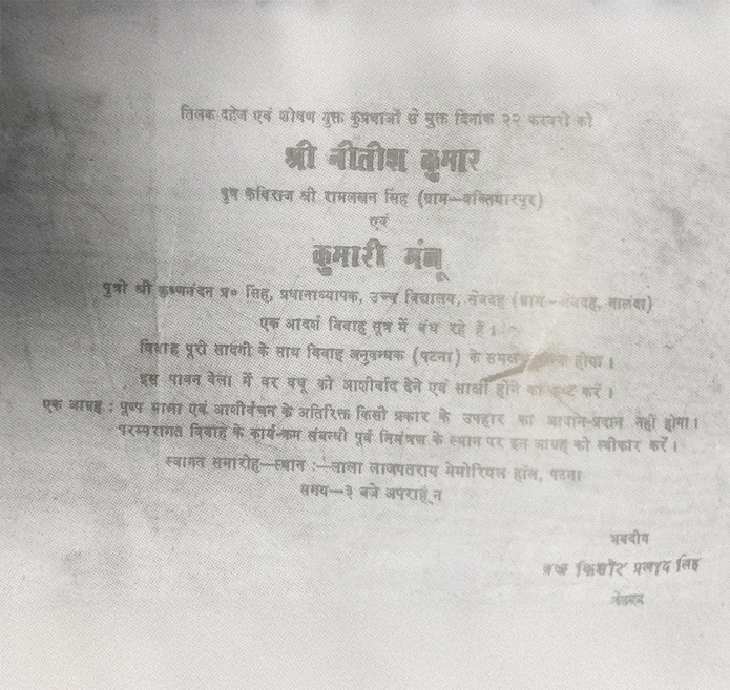 तिलक दहेज एवं शोषण युक्त कुप्रथाओं से मुक्त दिनांक २२ फरवरी को
श्री नीतीश कुमार
पुत्र कविराज श्री रामलखन सिंह (ग्राम—बख्तियारपुर)
एवं
कुमारी मंजू
पुत्री श्री कृष्णनंदन प्र० सिंह, प्रधानाध्यापक, उच्च विद्यालय, सेवदह (ग्राम—सेवदह, नालंदा)
एक आदर्श विवाह सूत्र में बंध रहे हैं।
विवाह पूरी सादगी के साथ विवाह अनुबन्धक (पटना) के समक्ष होगा।
इस पावन बेला में वर वधू को आशीर्वाद देने एवं साक्षी होने का कष्ट करें।
एक आग्रह : पुष्प माला एवं आशीर्वचन के अतिरिक्त किसी प्रकार के उपहार का आदान-प्रदान नहीं होगा।
परम्परागत विवाह के कार्य-क्रम संबन्धी पूर्व निमंत्रण के स्थान पर इस आग्रह को स्वीकार करें।
स्वागत समारोह—स्थान :—लाला लाजपतराय मेमोरियल हॉल, पटना
समय—३ बजे अपराह्न
भवदीय
किशोर प्रसाद सिंह